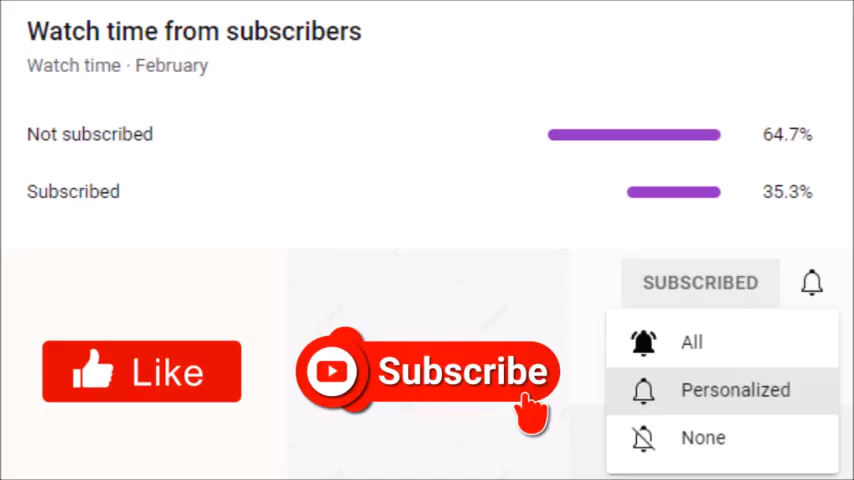 Watch time from subscribers
Watch time · February
Not subscribed 64.7%
Subscribed 35.3%
SUBSCRIBED
All
Like
Subscribe
Personalized
None